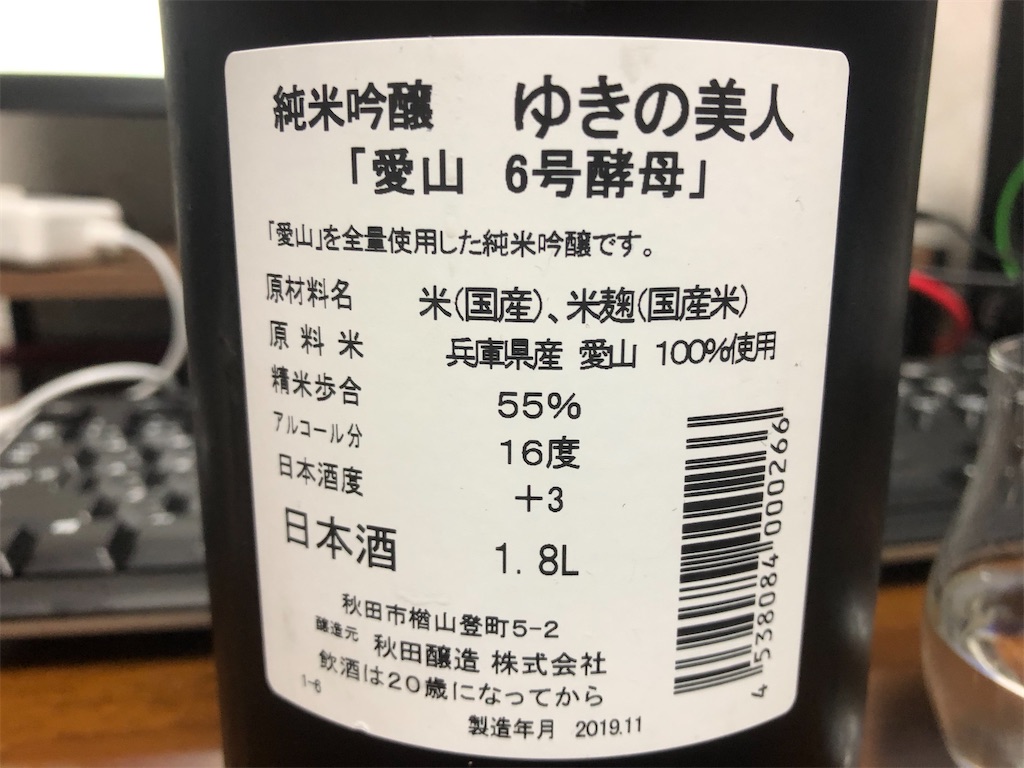 純米吟醸 ゆきの美人
「愛山 6号酵母」
「愛山」を全量使用した純米吟醸です。
原材料名 米(国産)、米麹(国産米)
原料米 兵庫県産 愛山 100%使用
精米歩合 55%
アルコール分 16度
日本酒度 +3
日本酒 1.8L
秋田市楢山登町5-2
醸造元 秋田醸造 株式会社
飲酒は20歳になってから
1-6
製造年月 2019.11
4538084000266